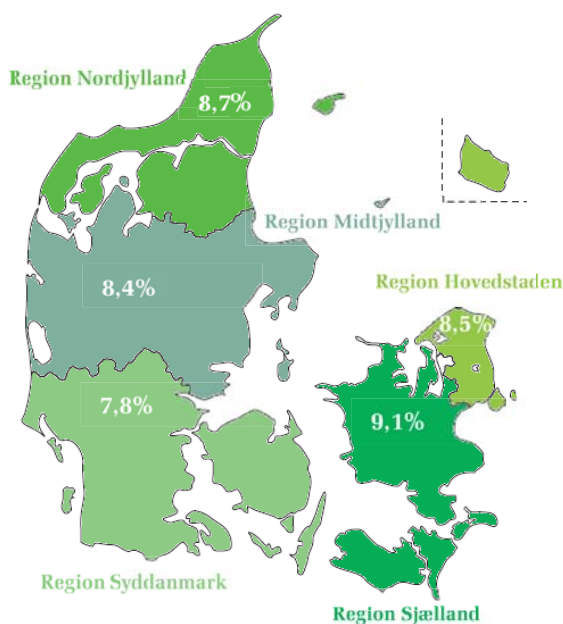 Region Nordjylland
8,7%
Region Midtjylland
8,4%
Region Hovedstaden
8,5%
7,8%
9,1%
Region Syddanmark
Region Sjælland